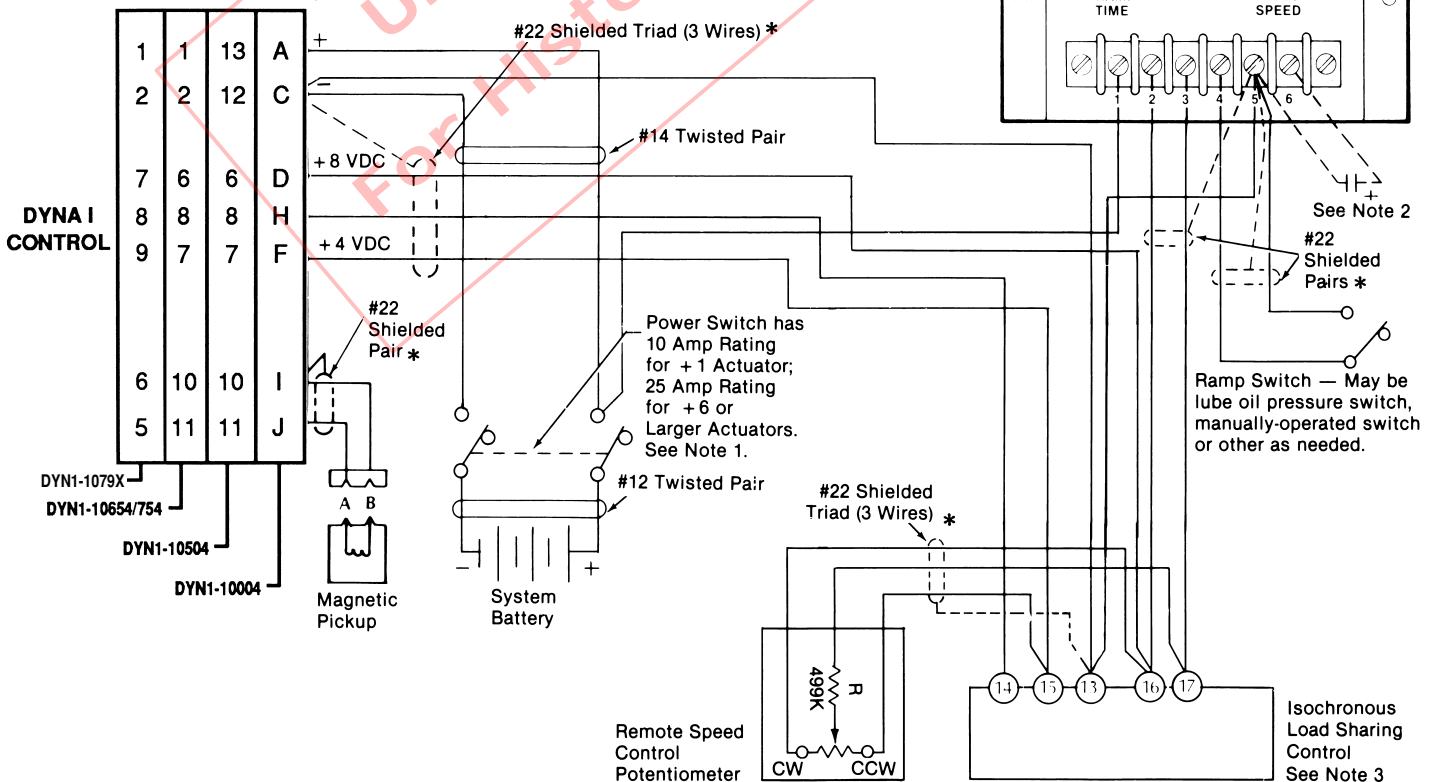 TIME
SPEED
1 2 3 4 5 6
1 1 13 A +
2 2 12 C −
7 6 6 D
8 8 8 H
9 7 7 F
6 10 10 I
5 11 11 J
DYNA I
CONTROL
DYN1-1079X
DYN1-10654/754
DYN1-10504
DYN1-10004
#22 Shielded Triad (3 Wires) *
#14 Twisted Pair
+ 8 VDC
+ 4 VDC
#22
Shielded
Pair *
A B
Magnetic
Pickup
Power Switch has
10 Amp Rating
for + 1 Actuator;
25 Amp Rating
for +6 or
Larger Actuators.
See Note 1.
#12 Twisted Pair
− +
System
Battery
+
See Note 2
#22
Shielded
Pairs *
Ramp Switch — May be
lube oil pressure switch,
manually-operated switch
or other as needed.
#22 Shielded
Triad (3 Wires) *
R
499K
CW CCW
Remote Speed
Control
Potentiometer
14 15 13 16 17
Isochronous
Load Sharing
Control
See Note 3
For Hist